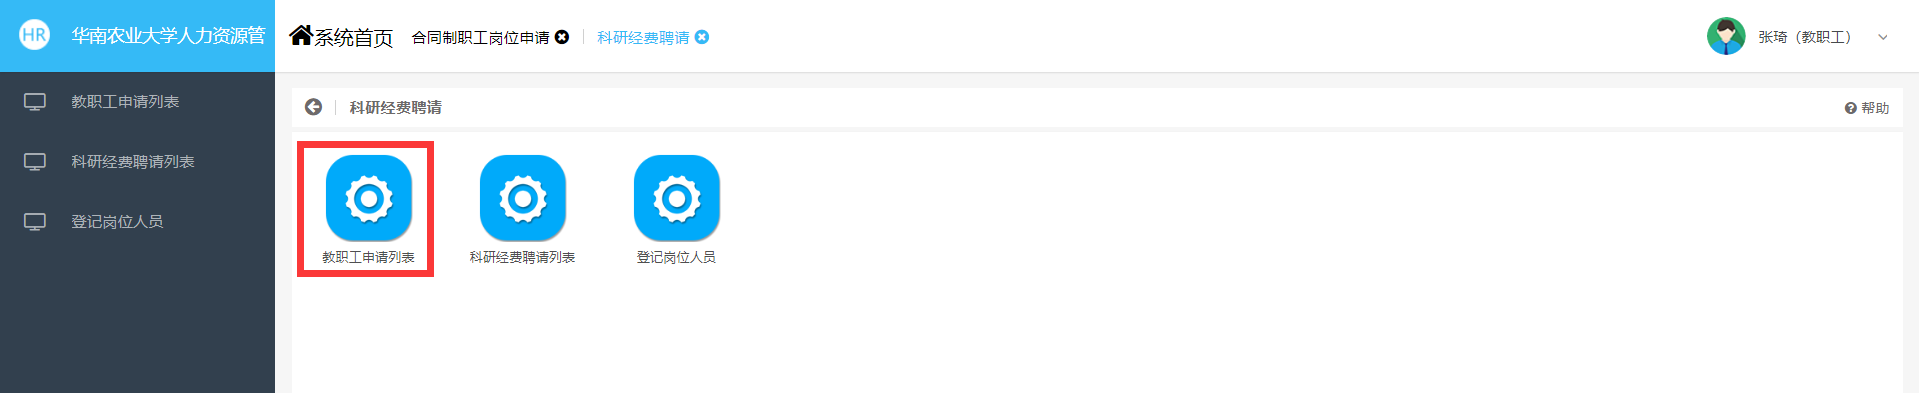 HR 华南农业大学人力资源管
系统首页 合同制职工岗位申请 科研经费聘请
张琦（教职工）
教职工申请列表
科研经费聘请列表
登记岗位人员
科研经费聘请
帮助
教职工申请列表 科研经费聘请列表 登记岗位人员